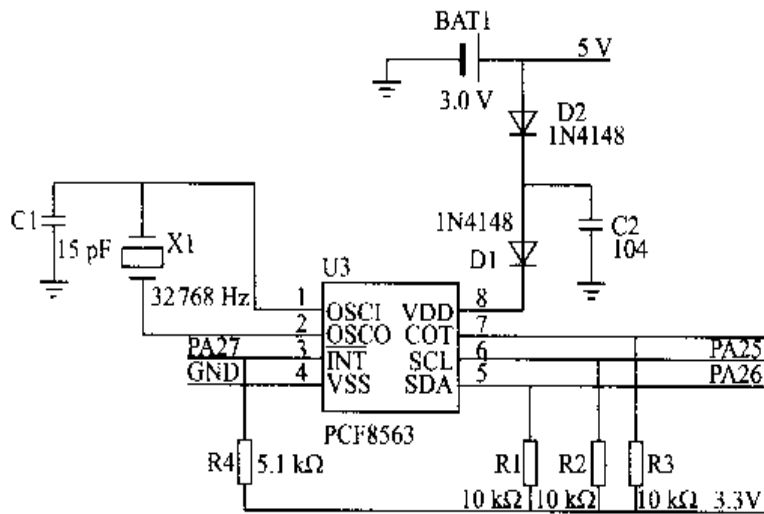 BAT1
5 V
3.0 V
D2
1N4148
C1
15 pF
X1
1N4148
D1
C2
104
U3
32 768 Hz
1
OSCI
VDD
8
2
OSCO
COT
7
PA27
3
INT
SCL
6
PA25
GND
4
VSS
SDA
5
PA26
PCF8563
R4
5.1 kΩ
R1
R2
R3
10 kΩ
10 kΩ
10 kΩ
3.3V